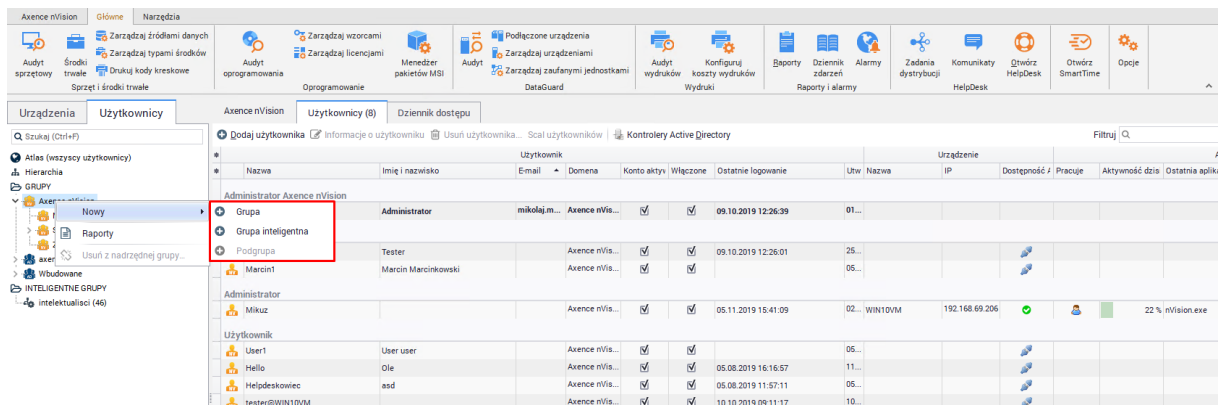 Axence nVision Główne Narzędzia
Audyt sprzętowy
Środki trwałe
Zarządzaj źródłami danych
Zarządzaj typami środków
Drukuj kody kreskowe
Sprzęt i środki trwałe
Audyt oprogramowania
Zarządzaj wzorcami
Zarządzaj licencjami
Menedżer pakietów MSI
Oprogramowanie
Audyt
Podłączone urządzenia
Zarządzaj urządzeniami
Zarządzaj zaufanymi jednostkami
DataGuard
Audyt wydruków
Konfiguruj koszty wydruków
Wydruki
Raporty
Dziennik zdarzeń
Alarmy
Raporty i alarmy
Zadania dystrybucji
Komunikaty
Otwórz HelpDesk
HelpDesk
Otwórz SmartTime
Opcje
Urządzenia Użytkownicy
Axence nVision Użytkownicy (8) Dziennik dostępu
Szukaj (Ctrl+F)
Dodaj użytkownika Informacje o użytkowniku Usuń użytkownika... Scal użytkowników Kontrolery Active Directory Filtruj
Atlas (wszyscy użytkownicy)
Hierarchia
GRUPY
Axence nVision
Wbudowane
INTELIGENTNE GRUPY
intelektualisci (46)
Nowy
Raporty
Usuń z nadrzędnej grupy...
Grupa
Grupa inteligentna
Podgrupa
Użytkownik Urządzenie
Nazwa Imię i nazwisko E-mail Domena Konto aktyw Włączone Ostatnie logowanie Utw Nazwa IP Dostępność A Pracuje Aktywność dzis Ostatnia aplika
Administrator Axence nVision
Administrator mikolaj.m... Axence nVis... 09.10.2019 12:26:39 01...
Tester Axence nVis... 09.10.2019 12:26:01 25...
Marcin1 Marcin Marcinkowski Axence nVis... 05...
Administrator
Mikuz Axence nVis... 05.11.2019 15:41:09 02... WIN10VM 192.168.69.206 22 % nVision.exe
Użytkownik
User1 User user Axence nVis... 05...
Hello Ole Axence nVis... 05.08.2019 16:16:57 11...
Helpdeskowiec asd Axence nVis... 05.08.2019 11:57:11 05...
tester@WIN10VM Axence nVis... 10.10.2019 09:11:17 10...